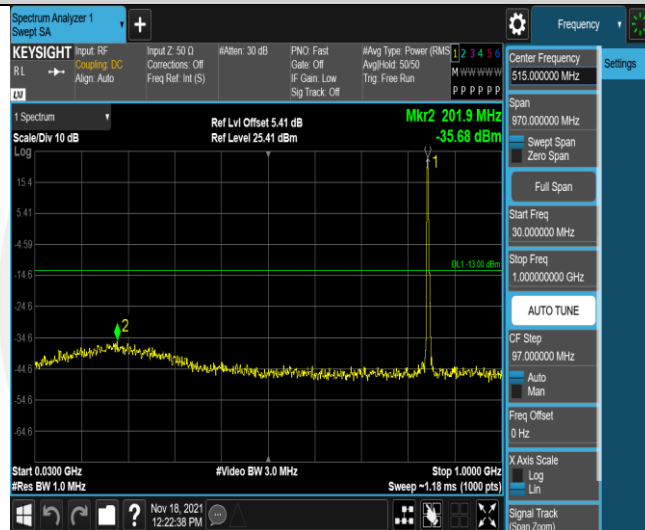 Spectrum Analyzer 1
Swept SA
Frequency
KEYSIGHT
RL
Input: RF
Coupling: DC
Align: Auto
Input Z: 50 Ω
Corrections: Off
Freq Ref: Int (S)
#Atten: 30 dB
PNO: Fast
Gate: Off
IF Gain: Low
Sig Track: Off
#Avg Type: Power (RMS
Avg|Hold: 50/50
Trig: Free Run
1 2 3 4 5 6
M W W W W W
P P P P P P
Settings
Center Frequency
515.000000 MHz
Span
970.000000 MHz
Swept Span
Zero Span
Full Span
Start Freq
30.000000 MHz
Stop Freq
1.000000000 GHz
AUTO TUNE
CF Step
97.000000 MHz
Auto
Man
Freq Offset
0 Hz
X Axis Scale
Log
Lin
Signal Track
(Span Zoom)
1 Spectrum
Scale/Div 10 dB
Log
Ref Lvl Offset 5.41 dB
Ref Level 25.41 dBm
Mkr2 201.9 MHz
-35.68 dBm
15.4
5.41
-4.59
-14.6
-24.6
-34.6
-44.6
-54.6
-64.6
1
DL1 -13.00 dBm
2
Start 0.0300 GHz
#Res BW 1.0 MHz
#Video BW 3.0 MHz
Stop 1.0000 GHz
Sweep ~1.18 ms (1000 pts)
?
Nov 18, 2021
12:22:38 PM